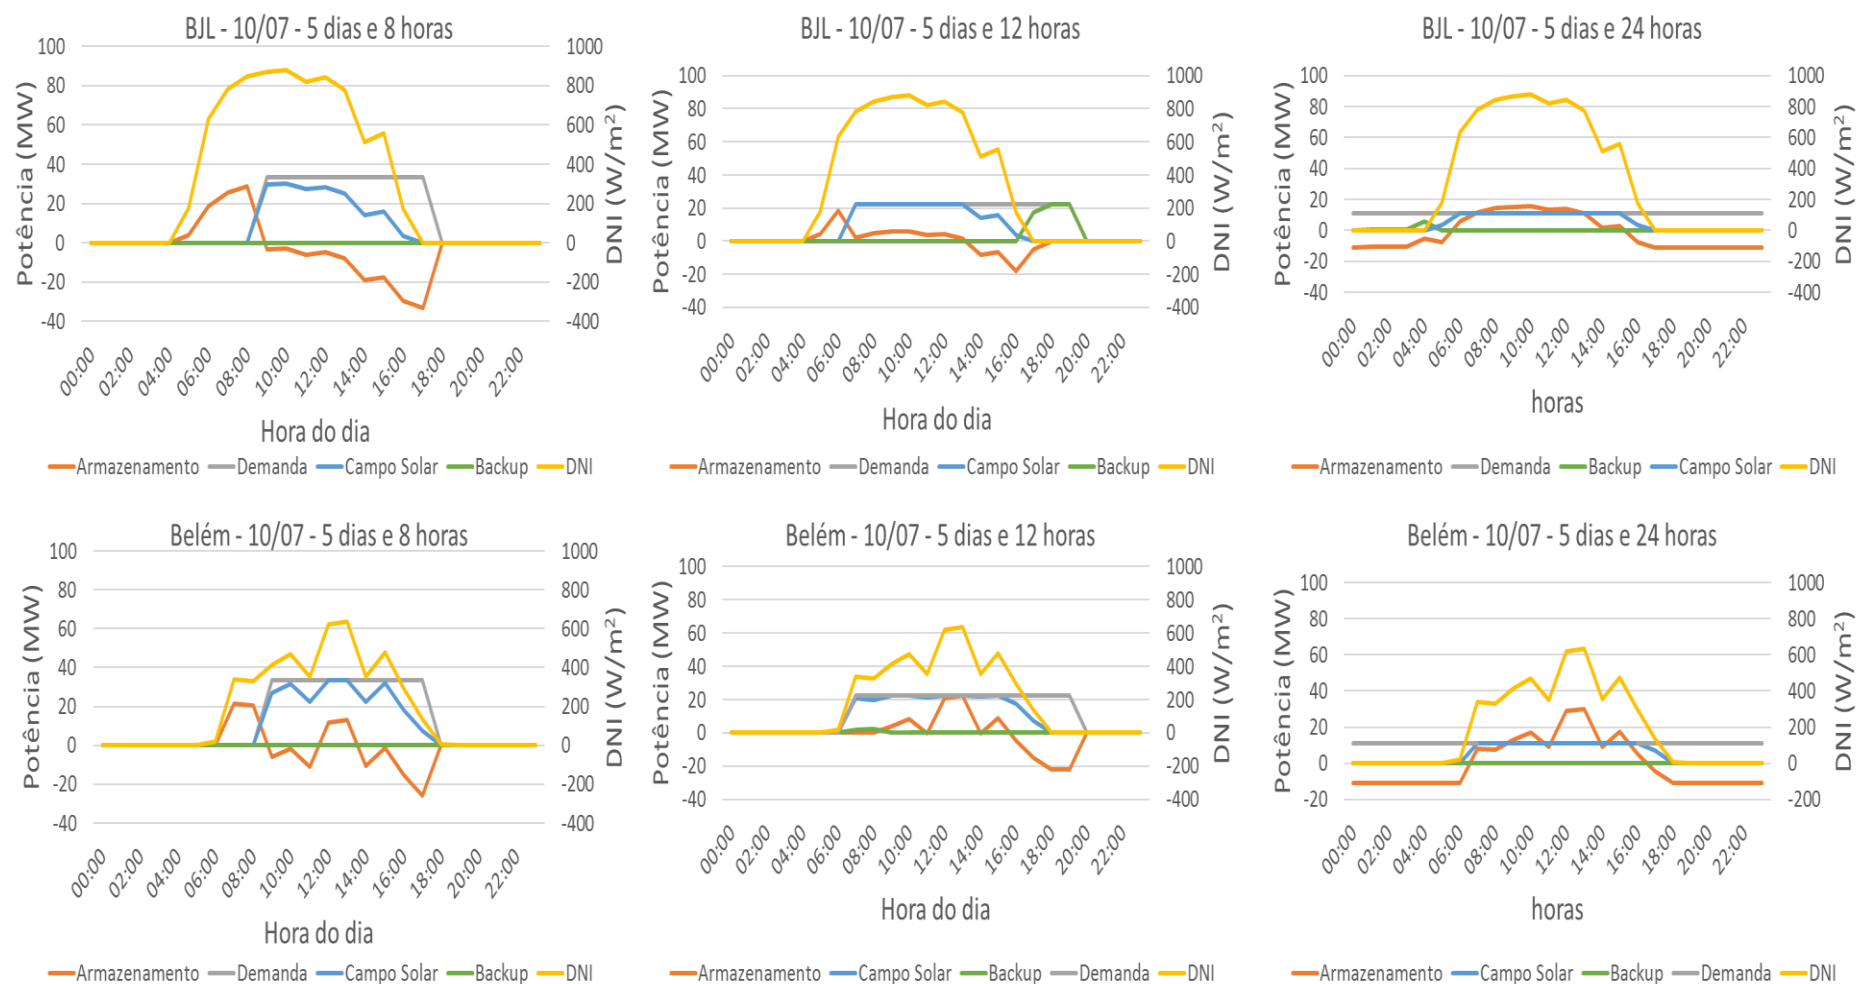 BJL - 10/07 - 5 dias e 8 horas
100
80
60
40
20
0
-20
-40
Potência (MW)
1000
800
600
400
200
0
-200
-400
DNI (W/m²)
00:00 02:00 04:00 06:00 08:00 10:00 12:00 14:00 16:00 18:00 20:00 22:00
Hora do dia
Armazenamento Demanda Campo Solar Backup DNI
BJL - 10/07 - 5 dias e 12 horas
100
80
60
40
20
0
-20
-40
Potência (MW)
1000
800
600
400
200
0
-200
-400
DNI (W/m²)
00:00 02:00 04:00 06:00 08:00 10:00 12:00 14:00 16:00 18:00 20:00 22:00
Hora do dia
Armazenamento Demanda Campo Solar Backup DNI
BJL - 10/07 - 5 dias e 24 horas
100
80
60
40
20
0
-20
-40
Potência (MW)
1000
800
600
400
200
0
-200
-400
DNI (W/m²)
00:00 02:00 04:00 06:00 08:00 10:00 12:00 14:00 16:00 18:00 20:00 22:00
horas
Armazenamento Demanda Backup Campo Solar DNI
Belém - 10/07 - 5 dias e 8 horas
100
80
60
40
20
0
-20
-40
Potência (MW)
1000
800
600
400
200
0
-200
-400
DNI (W/m²)
00:00 02:00 04:00 06:00 08:00 10:00 12:00 14:00 16:00 18:00 20:00 22:00
Hora do dia
Armazenamento Demanda Campo Solar Backup DNI
Belém - 10/07 - 5 dias e 12 horas
100
80
60
40
20
0
-20
-40
Potência (MW)
1000
800
600
400
200
0
-200
-400
DNI (W/m²)
00:00 02:00 04:00 06:00 08:00 10:00 12:00 14:00 16:00 18:00 20:00 22:00
Hora do dia
Armazenamento Campo Solar Backup Demanda DNI
Belém - 10/07 - 5 dias e 24 horas
100
80
60
40
20
0
-20
Potência (MW)
1000
800
600
400
200
0
-200
DNI (W/m²)
00:00 02:00 04:00 06:00 08:00 10:00 12:00 14:00 16:00 18:00 20:00 22:00
horas
Armazenamento Campo Solar Backup Demanda DNI